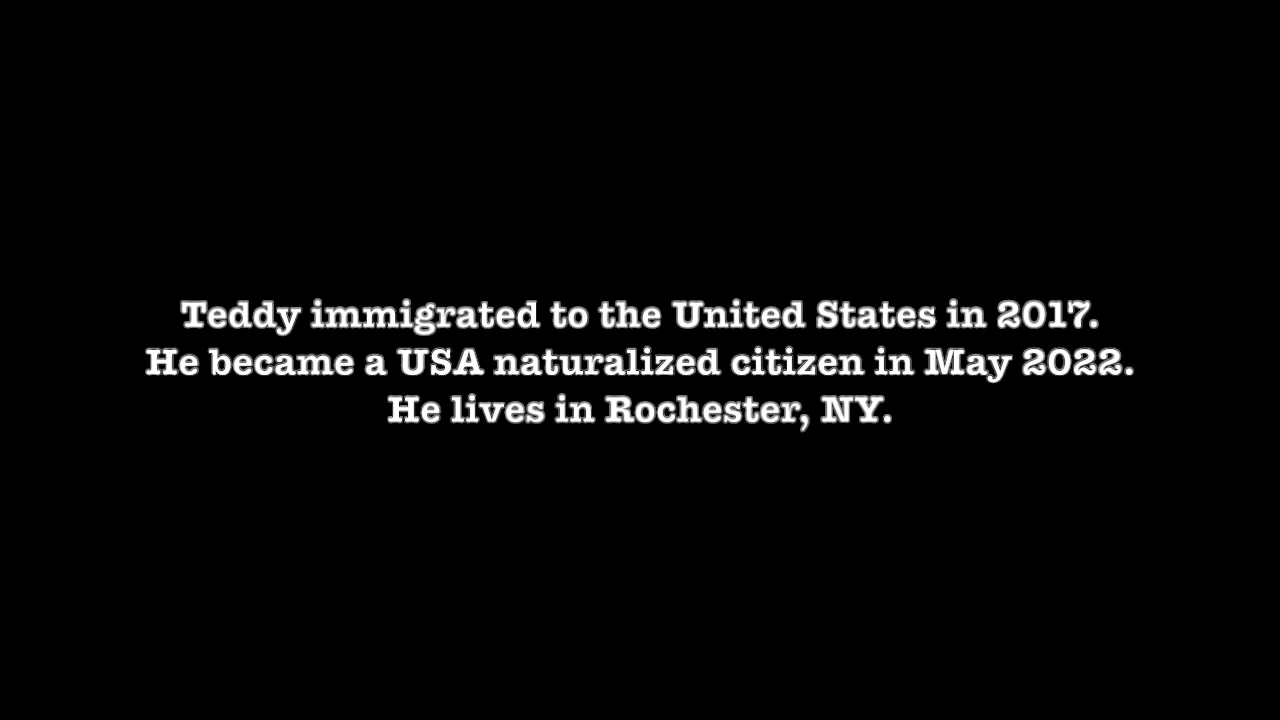 Teddy immigrated to the United States in 2017.
He became a USA naturalized citizen in May 2022.
He lives in Rochester, NY.